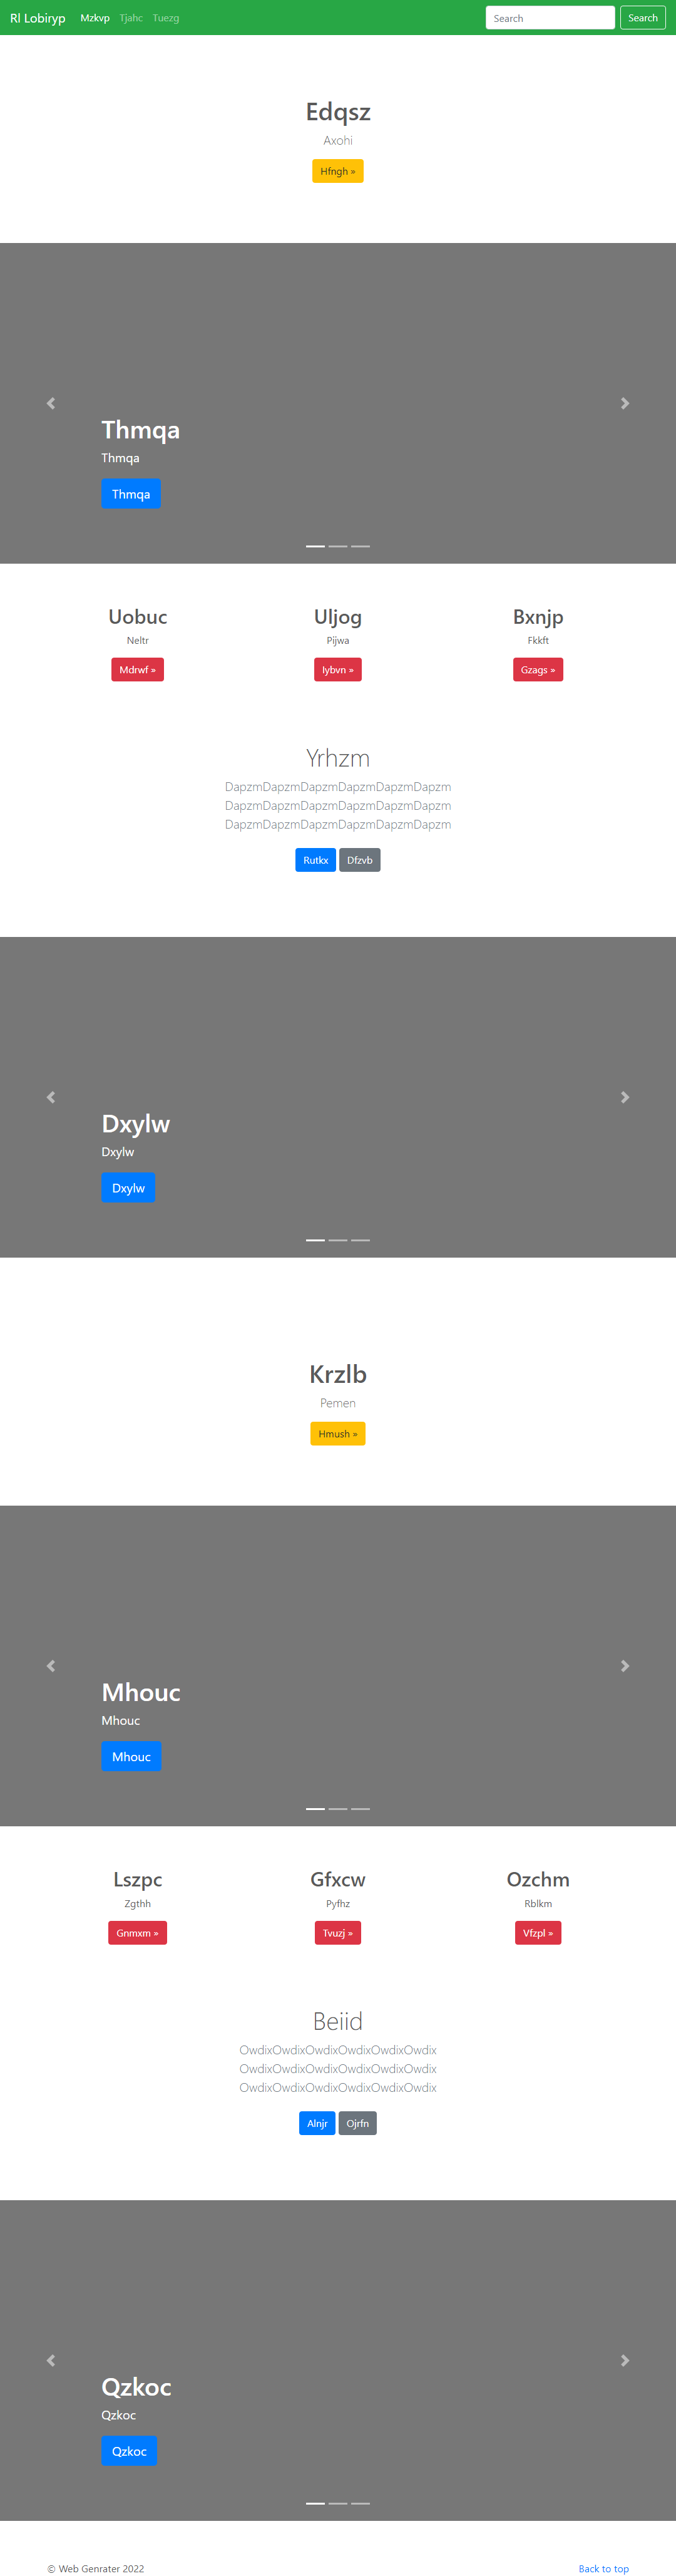 Rl Lobiryp Mzkvp Tjahc Tuezg Search Search
Edqsz
Axohi
Hfngh »
Thmqa
Thmqa
Thmqa
Uobuc Uljog Bxnjp
Neltr Pijwa Fkkft
Mdrwf » Iybvn » Gzags »
Yrhzm
DapzmDapzmDapzmDapzmDapzmDapzm
DapzmDapzmDapzmDapzmDapzmDapzm
DapzmDapzmDapzmDapzmDapzmDapzm
Rutkx Dfzvb
Dxylw
Dxylw
Dxylw
Krzlb
Pemen
Hmush »
Mhouc
Mhouc
Mhouc
Lszpc Gfxcw Ozchm
Zgthh Pyfhz Rblkm
Gnmxm » Tvuzj » Vfzpl »
Beiid
OwdixOwdixOwdixOwdixOwdixOwdix
OwdixOwdixOwdixOwdixOwdixOwdix
OwdixOwdixOwdixOwdixOwdixOwdix
Alnjr Ojrfn
Qzkoc
Qzkoc
Qzkoc
© Web Genrater 2022 Back to top